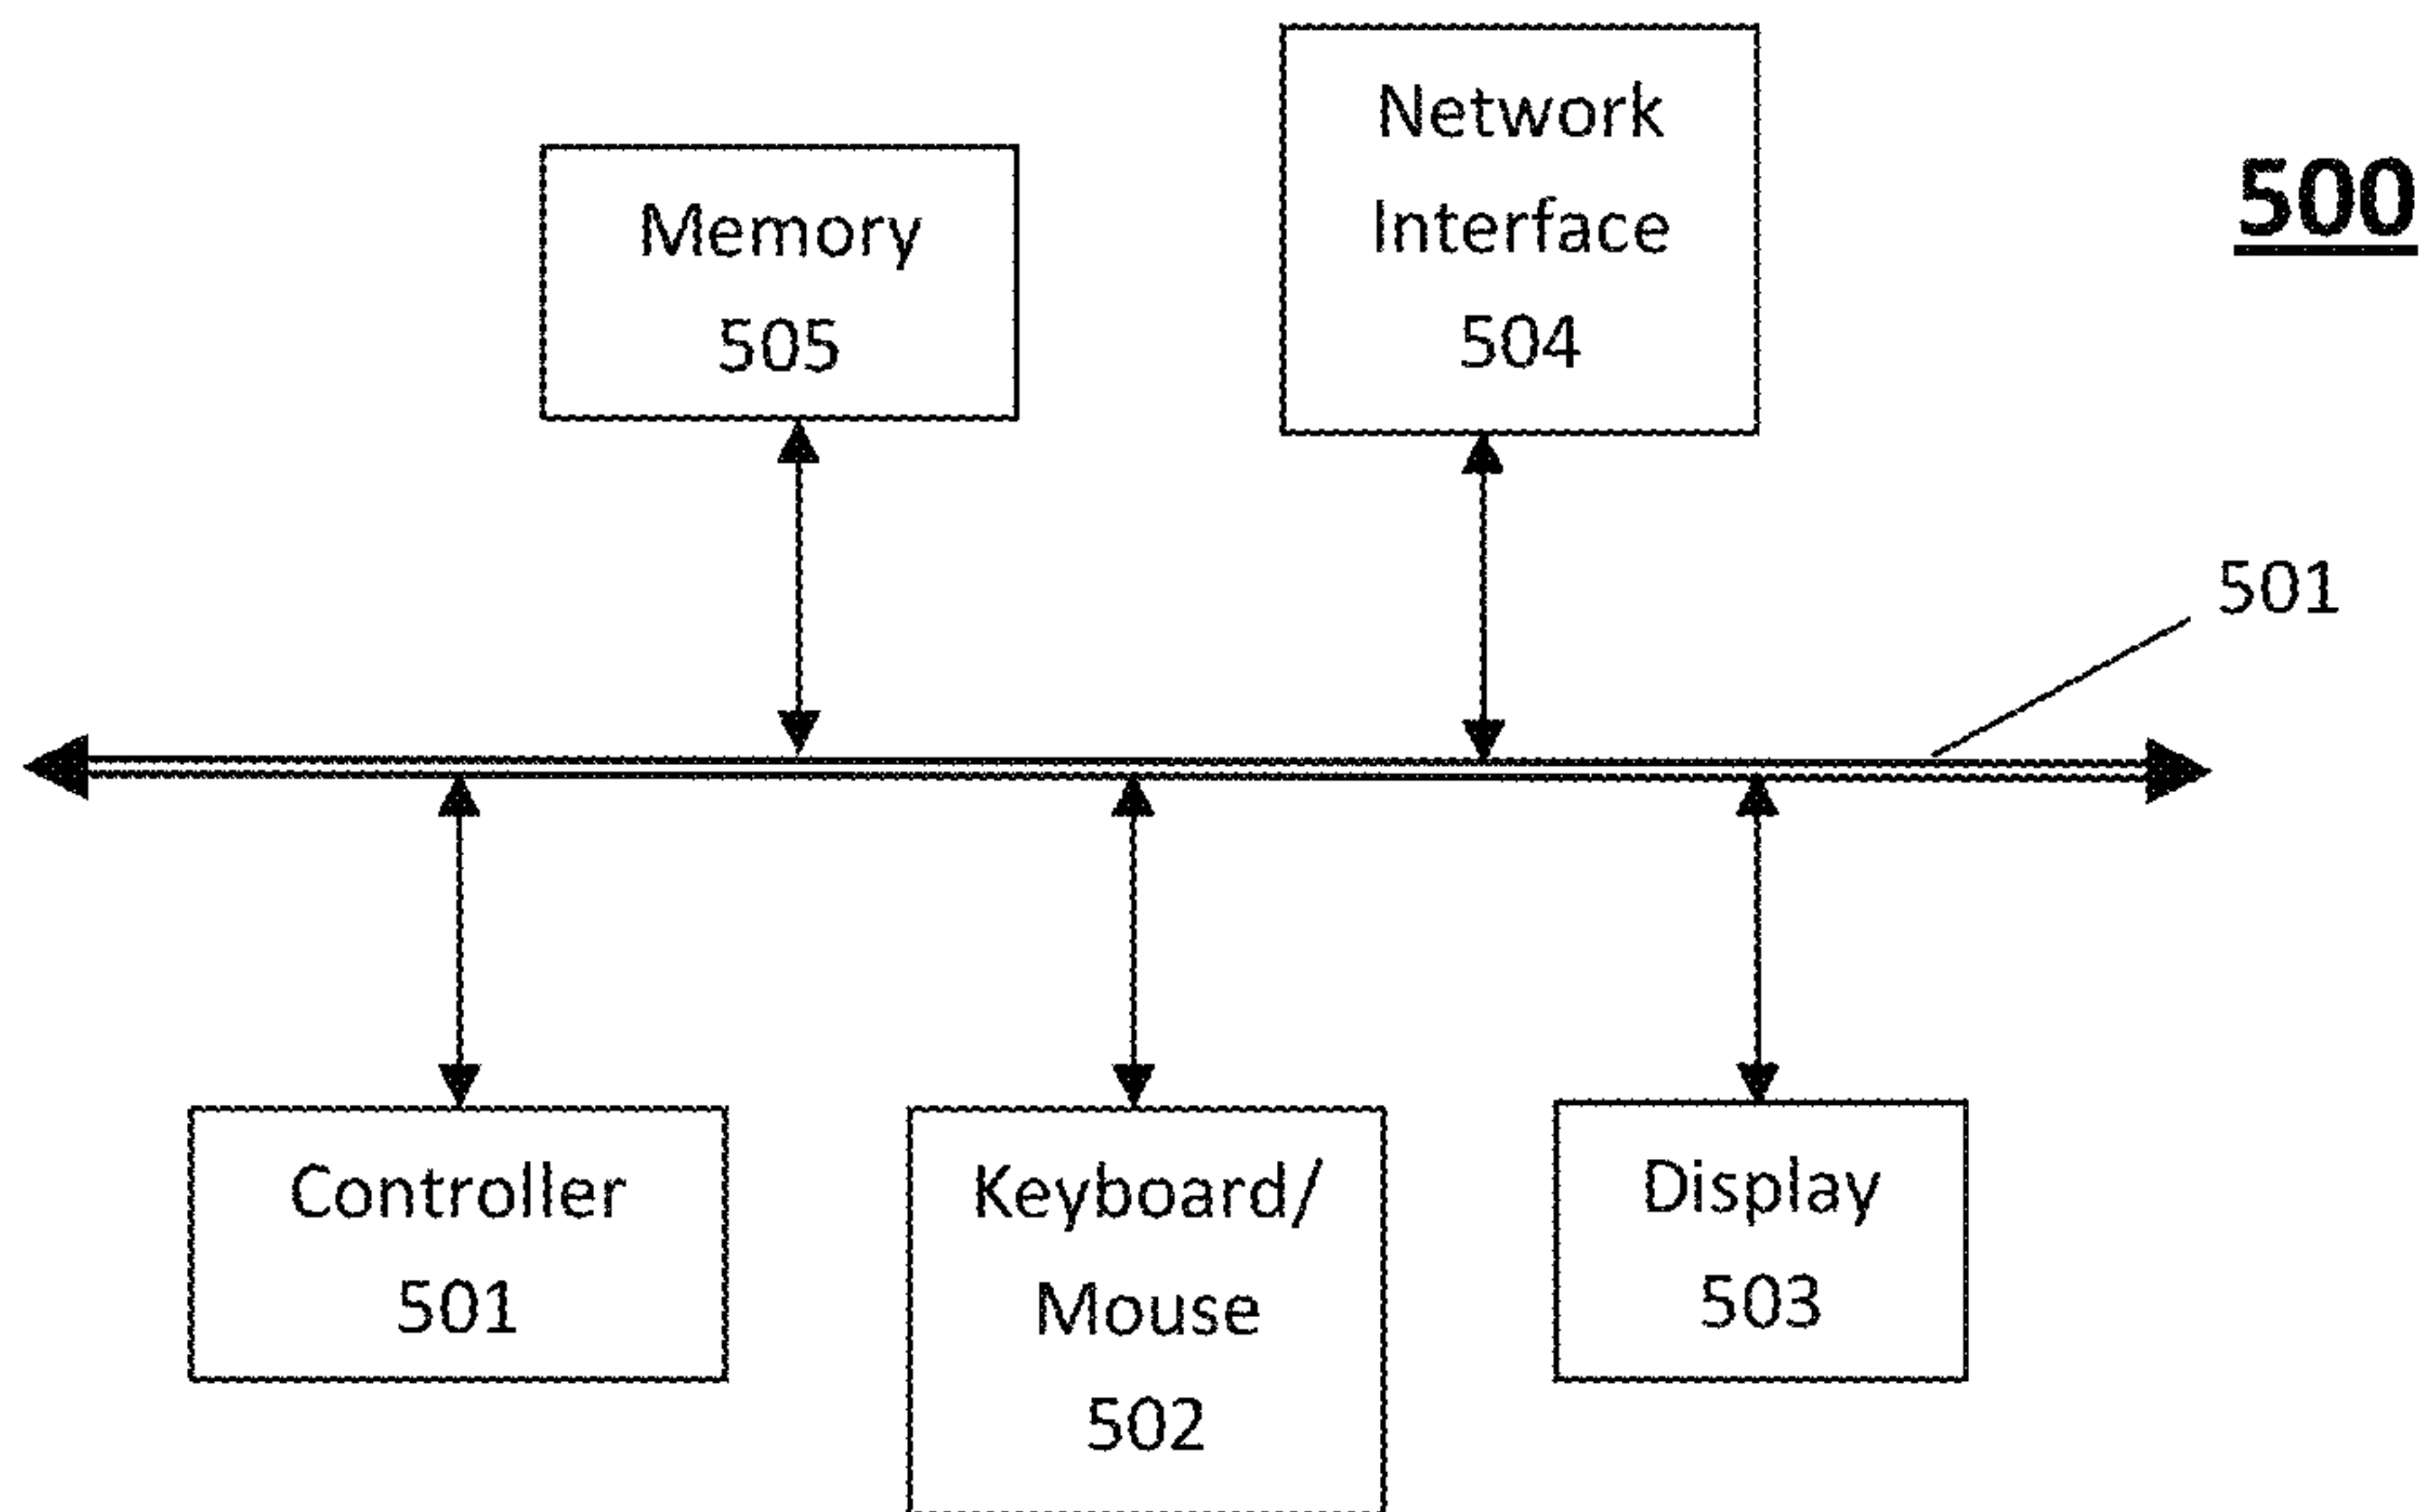 Network
Interface
504
Memory
505
500
501
Controller
501
Keyboard/
Mouse
502
Display
503